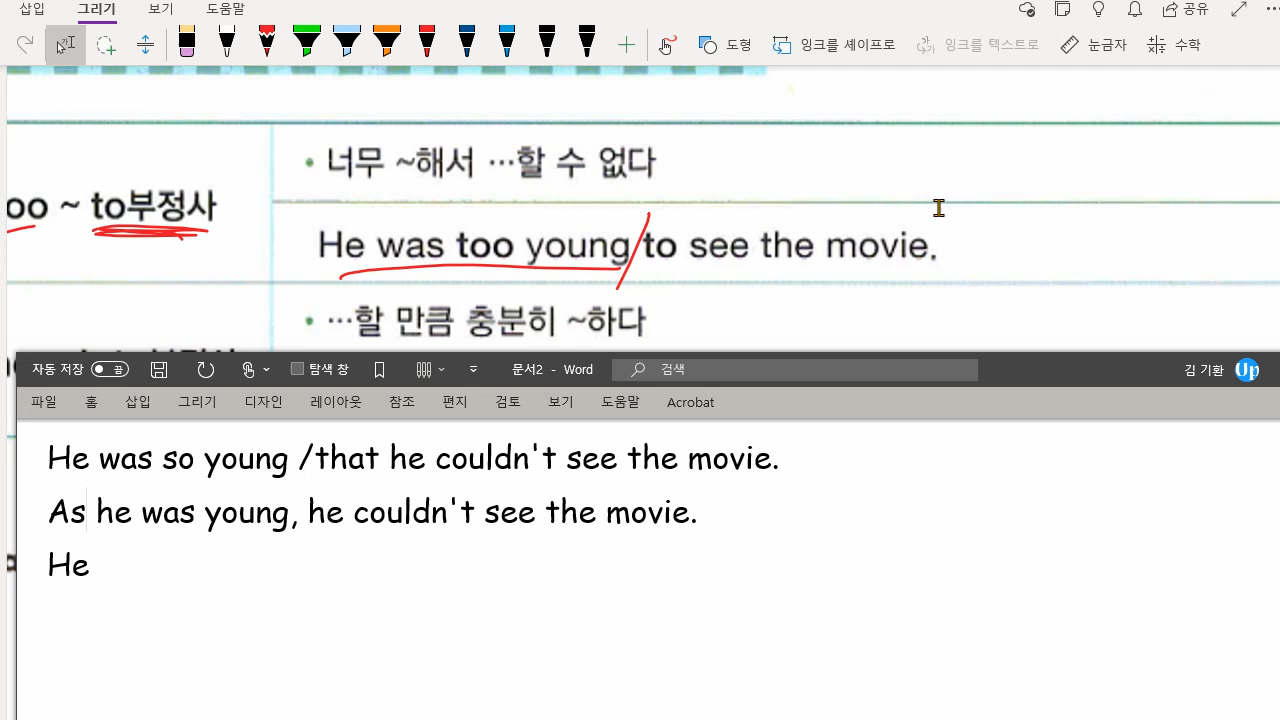 삽입 그리기 보기 도움말 공유
도형 잉크를 셰이프로 잉크를 텍스트로 눈금자 수학
• 너무 ~해서 …할 수 없다
oo ~ to부정사
He was too young to see the movie.
• …할 만큼 충분히 ~하다
자동 저장 끔 탐색 창 문서2 - Word 검색 김 기환 Up
파일 홈 삽입 그리기 디자인 레이아웃 참조 편지 검토 보기 도움말 Acrobat
He was so young /that he couldn't see the movie.
As he was young, he couldn't see the movie.
He